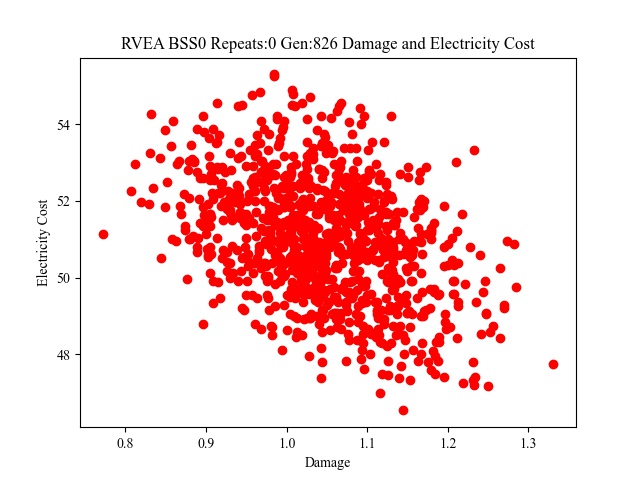 RVEA BSS0 Repeats:0 Gen:826 Damage and Electricity Cost
54
52
50
48
Electricity Cost
0.8 0.9 1.0 1.1 1.2 1.3
Damage